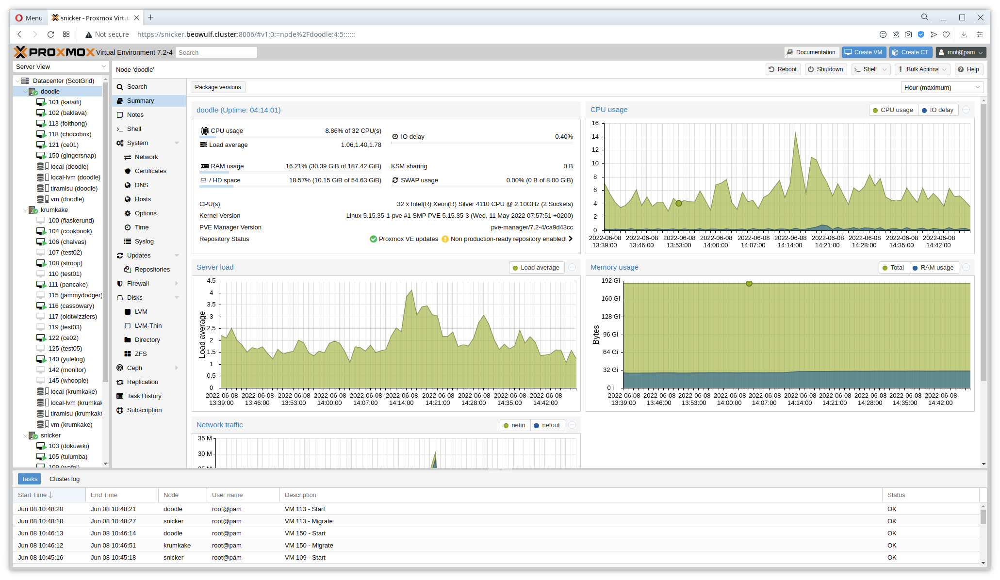 Menu
snicker - Proxmox Virtu
Not secure
https://snicker.beowulf.cluster:8006/#v1:0:=node%2Fdoodle:4:5::::::
PROXMOX Virtual Environment 7.2-4
Search
Documentation
Create VM
Create CT
root@pam
Server View
Datacenter (ScotGrid)
doodle
101 (kataifi)
102 (baklava)
113 (foithong)
118 (chocobox)
121 (ce01)
150 (gingersnap)
local (doodle)
local-lvm (doodle)
tiramisu (doodle)
vm (doodle)
krumkake
100 (flaskerund)
104 (cookbook)
106 (chalvas)
107 (test02)
108 (stroop)
110 (test01)
111 (pancake)
115 (jammydodger)
116 (cassowary)
117 (oldtwizzlers)
119 (test03)
122 (ce02)
125 (test05)
140 (yulelog)
142 (monitor)
145 (whoopie)
local (krumkake)
local-lvm (krumkak
tiramisu (krumkake
vm (krumkake)
snicker
103 (dokuwiki)
105 (tulumba)
109 (wafel)
Node 'doodle'
Reboot
Shutdown
Shell
Bulk Actions
Help
Search
Summary
Notes
Shell
System
Network
Certificates
DNS
Hosts
Options
Time
Syslog
Updates
Repositories
Firewall
Disks
LVM
LVM-Thin
Directory
ZFS
Ceph
Replication
Task History
Subscription
Package versions
Hour (maximum)
doodle (Uptime: 04:14:01)
CPU usage 8.86% of 32 CPU(s)
Load average 1.06,1.40,1.78
IO delay 0.40%
RAM usage 16.21% (30.39 GiB of 187.42 GiB)
KSM sharing 0 B
/ HD space 18.57% (10.15 GiB of 54.63 GiB)
SWAP usage 0.00% (0 B of 8.00 GiB)
CPU(s) 32 x Intel(R) Xeon(R) Silver 4110 CPU @ 2.10GHz (2 Sockets)
Kernel Version Linux 5.15.35-1-pve #1 SMP PVE 5.15.35-3 (Wed, 11 May 2022 07:57:51 +0200)
PVE Manager Version pve-manager/7.2-4/ca9d43cc
Repository Status Proxmox VE updates Non production-ready repository enabled!
CPU usage
CPU usage IO delay
16
14
12
10
8
6
4
2
0
2022-06-08 2022-06-08 2022-06-08 2022-06-08 2022-06-08 2022-06-08 2022-06-08 2022-06-08 2022-06-08 2022-06-08
13:39:00 13:46:00 13:53:00 14:00:00 14:07:00 14:14:00 14:21:00 14:28:00 14:35:00 14:42:00
Server load
Load average
Load average
4.5
4
3.5
3
2.5
2
1.5
1
0.5
0
2022-06-08 2022-06-08 2022-06-08 2022-06-08 2022-06-08 2022-06-08 2022-06-08 2022-06-08 2022-06-08 2022-06-08
13:39:00 13:46:00 13:53:00 14:00:00 14:07:00 14:14:00 14:21:00 14:28:00 14:35:00 14:42:00
Memory usage
Total RAM usage
Bytes
192 Gi
160 Gi
128 Gi
96 Gi
64 Gi
32 Gi
0 i
2022-06-08 2022-06-08 2022-06-08 2022-06-08 2022-06-08 2022-06-08 2022-06-08 2022-06-08 2022-06-08 2022-06-08
13:39:00 13:46:00 13:53:00 14:00:00 14:07:00 14:14:00 14:21:00 14:28:00 14:35:00 14:42:00
Network traffic
netin netout
35 M
30 M
25 M
Tasks
Cluster log
Start Time End Time Node User name Description Status
Jun 08 10:48:20 Jun 08 10:48:21 doodle root@pam VM 113 - Start OK
Jun 08 10:48:18 Jun 08 10:48:27 snicker root@pam VM 113 - Migrate OK
Jun 08 10:46:13 Jun 08 10:46:14 doodle root@pam VM 150 - Start OK
Jun 08 10:46:12 Jun 08 10:46:51 krumkake root@pam VM 150 - Migrate OK
Jun 08 10:45:16 Jun 08 10:45:18 snicker root@pam VM 109 - Start OK